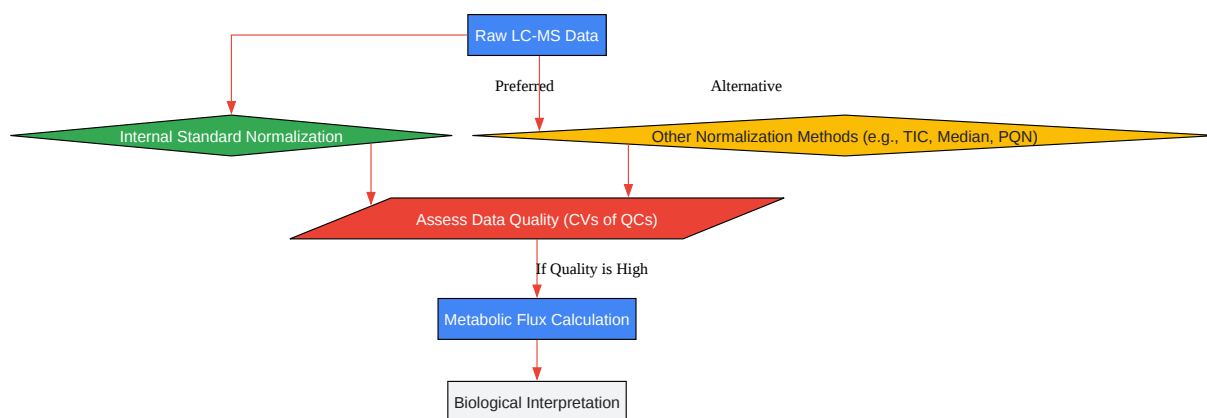 Raw LC-MS Data
Preferred
Alternative
Internal Standard Normalization
Other Normalization Methods (e.g., TIC, Median, PQN)
Assess Data Quality (CVs of QCs)
If Quality is High
Metabolic Flux Calculation
Biological Interpretation